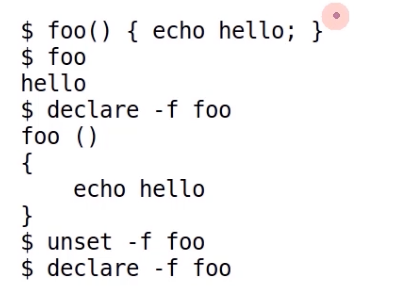 $ foo() { echo hello; }
$ foo
hello
$ declare -f foo
foo ()
{
    echo hello
}
$ unset -f foo
$ declare -f foo